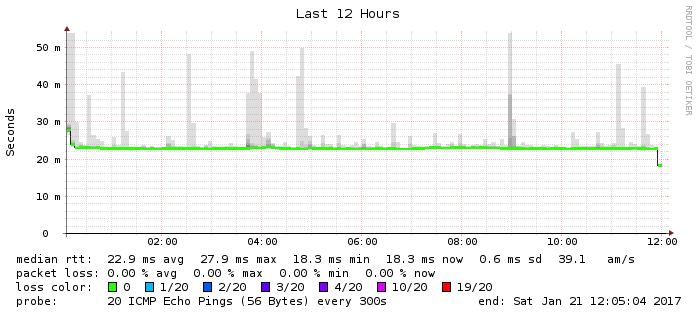 Last 12 Hours
RRDTOOL / TOBI OETIKER
Seconds
50 m
40 m
30 m
20 m
10 m
0
02:00 04:00 06:00 08:00 10:00 12:00
median rtt: 22.9 ms avg 27.9 ms max 18.3 ms min 18.3 ms now 0.6 ms sd 39.1 am/s
packet loss: 0.00 % avg 0.00 % max 0.00 % min 0.00 % now
loss color: 0 1/20 2/20 3/20 4/20 10/20 19/20
probe: 20 ICMP Echo Pings (56 Bytes) every 300s end: Sat Jan 21 12:05:04 2017